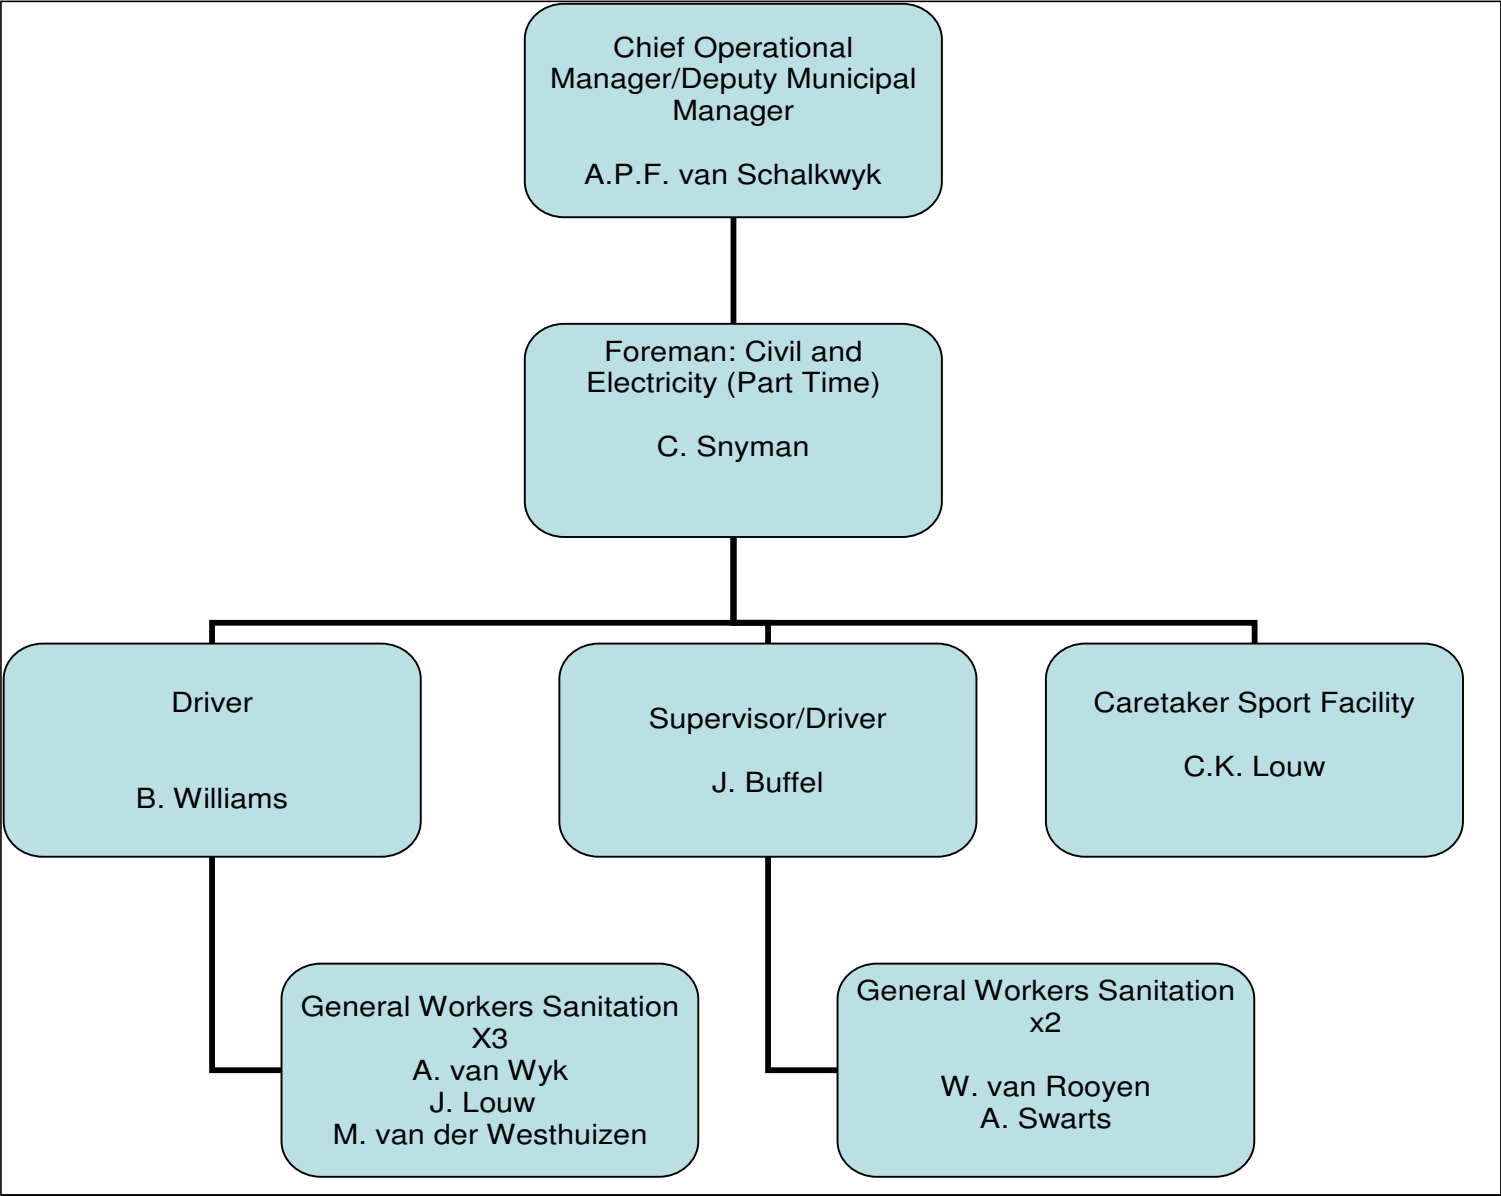 Chief Operational
Manager/Deputy Municipal
Manager
A.P.F. van Schalkwyk
Foreman: Civil and
Electricity (Part Time)
C. Snyman
Driver
B. Williams
Supervisor/Driver
J. Buffel
Caretaker Sport Facility
C.K. Louw
General Workers Sanitation
X3
A. van Wyk
J. Louw
M. van der Westhuizen
General Workers Sanitation
x2
W. van Rooyen
A. Swarts